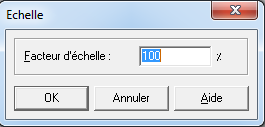 Echelle
Facteur d'échelle : 100 %
OK Annuler Aide